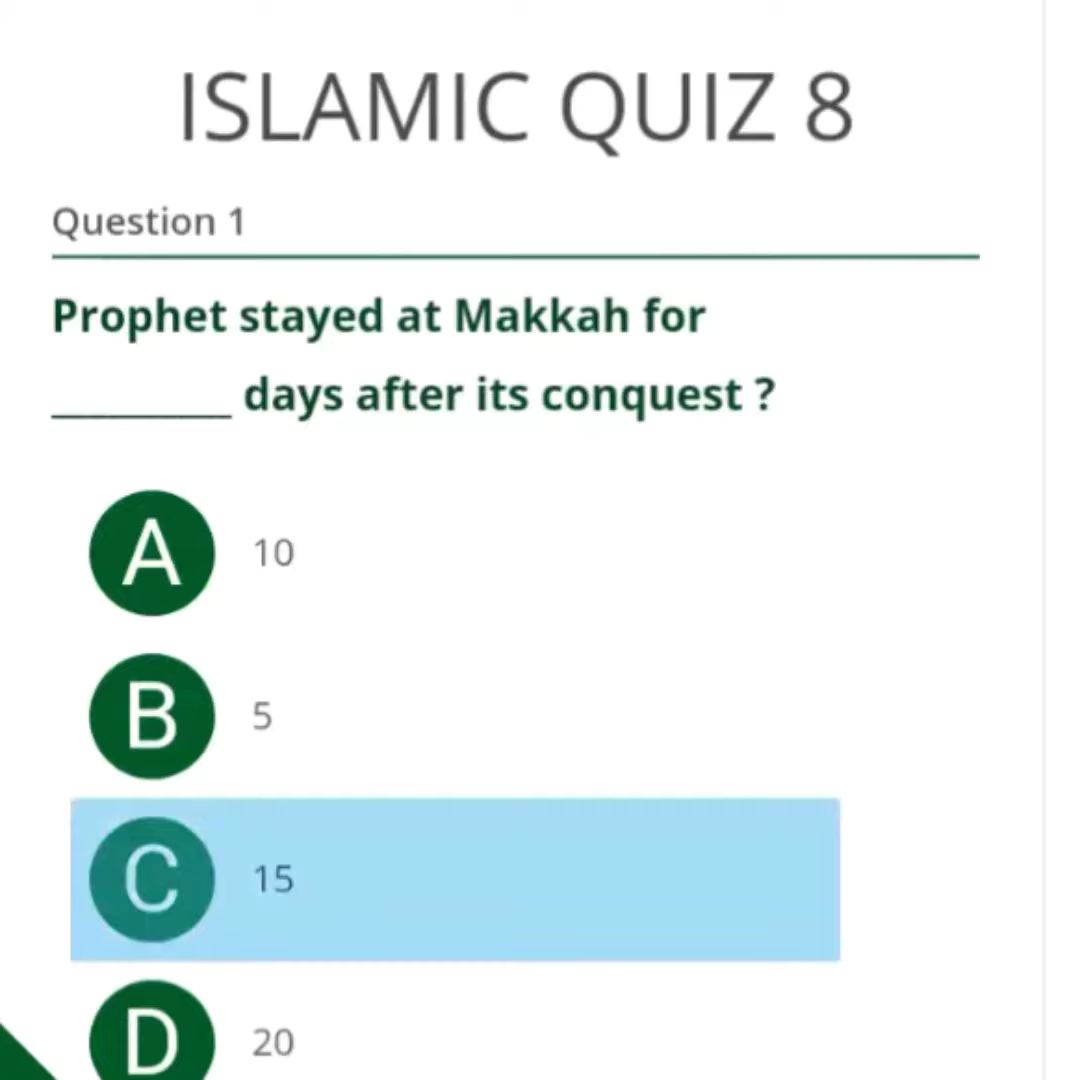 ISLAMIC QUIZ 8
Question 1
Prophet stayed at Makkah for
_________ days after its conquest ?
A 10
B 5
C 15
D 20